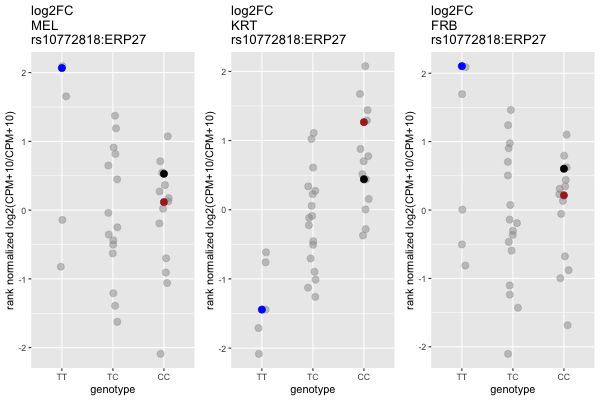 log2FC
MEL
rs10772818:ERP27
rank normalized log2(CPM+10/CPM+10)
2
1
0
-1
-2
TT
TC
CC
genotype
log2FC
KRT
rs10772818:ERP27
rank normalized log2(CPM+10/CPM+10)
2
1
0
-1
-2
TT
TC
CC
genotype
log2FC
FRB
rs10772818:ERP27
rank normalized log2(CPM+10/CPM+10)
2
1
0
-1
-2
TT
TC
CC
genotype